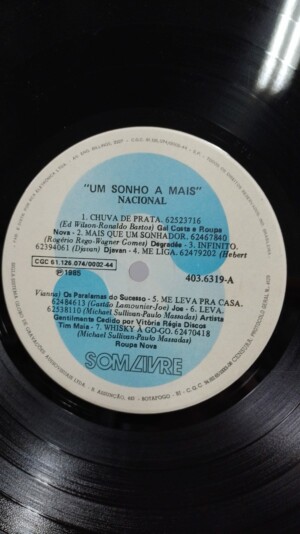 "UM SONHO A MAIS"
NACIONAL
1. CHUVA DE PRATA. 62523716
(Ed Wilson-Ronaldo Bastos) Gal Costa e Roupa
Nova - 2. MAIS QUE UM SONHADOR. 62467840
(Rogério Rego-Wagner Gomes) Degradée - 3. INFINITO.
62394061 (Djavan) Djavan - 4. ME LIGA. 62479202 (Hebert
CGC 61.126.074/0002-44
℗ 1985
403.6319-A
Vianna) Os Paralamas do Sucesso - 5. ME LEVA PRA CASA.
62484613 (Gastão Lamounier-Joe) Joe - 6. LEVA.
62538110 (Michael Sullivan-Paulo Massadas) Artista
Gentilmente Cedido por Vitória Régia Discos
Tim Maia - 7. WHISKY A GO-GO. 62470418
(Michael Sullivan-Paulo Massadas)
Roupa Nova
SOM LIVRE